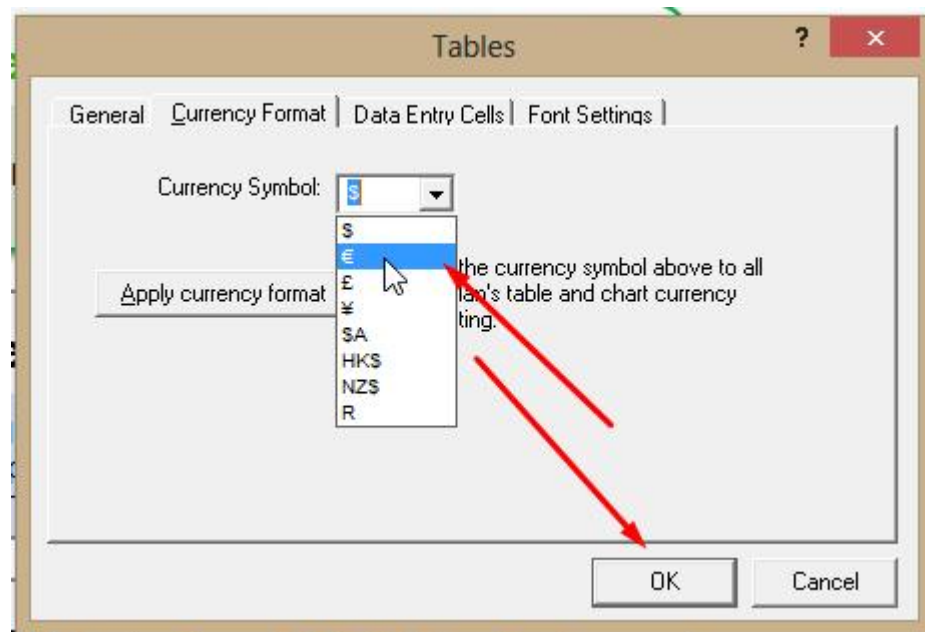 Tables
?
General Currency Format Data Entry Cells Font Settings
Currency Symbol: $
$
€
£
¥
$A
HK$
NZ$
R
Apply currency format
the currency symbol above to all
table and chart currency
OK Cancel